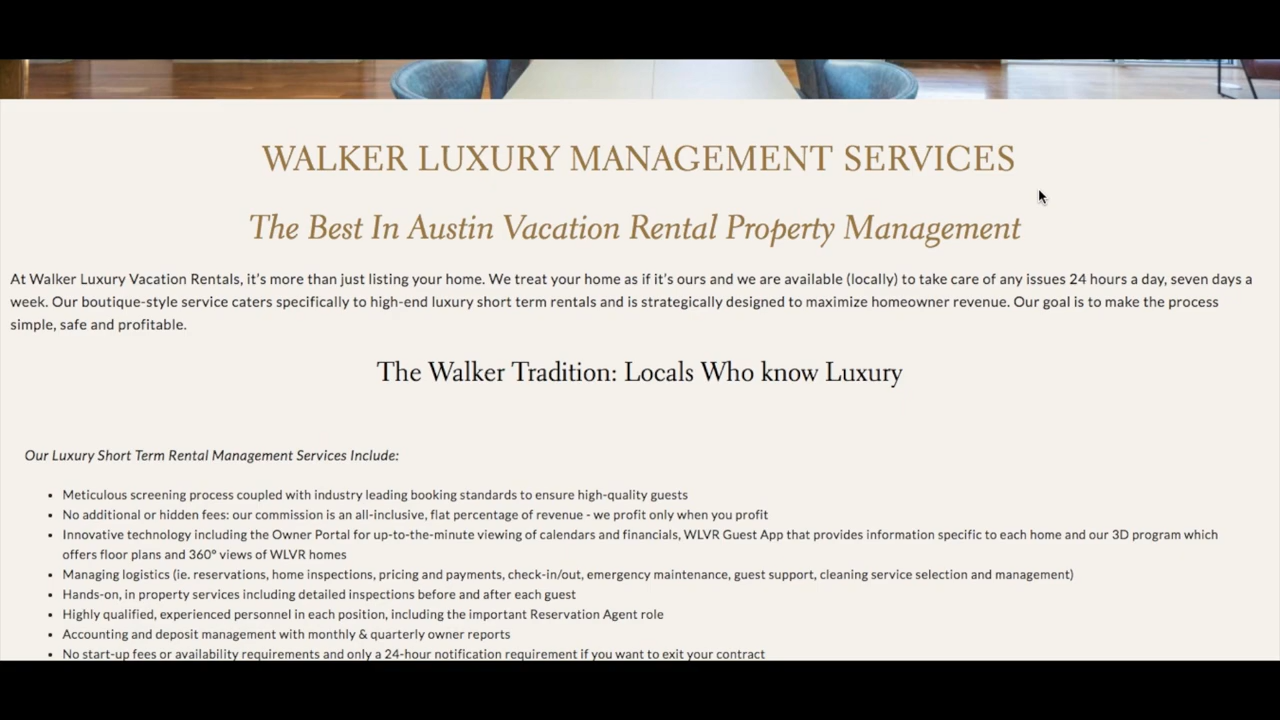 WALKER LUXURY MANAGEMENT SERVICES
The Best In Austin Vacation Rental Property Management
At Walker Luxury Vacation Rentals, it’s more than just listing your home. We treat your home as if it’s ours and we are available (locally) to take care of any issues 24 hours a day, seven days a
week. Our boutique-style service caters specifically to high-end luxury short term rentals and is strategically designed to maximize homeowner revenue. Our goal is to make the process
simple, safe and profitable.
The Walker Tradition: Locals Who know Luxury
Our Luxury Short Term Rental Management Services Include:
• Meticulous screening process coupled with industry leading booking standards to ensure high-quality guests
• No additional or hidden fees: our commission is an all-inclusive, flat percentage of revenue - we profit only when you profit
• Innovative technology including the Owner Portal for up-to-the-minute viewing of calendars and financials, WLVR Guest App that provides information specific to each home and our 3D program which
offers floor plans and 360° views of WLVR homes
• Managing logistics (ie. reservations, home inspections, pricing and payments, check-in/out, emergency maintenance, guest support, cleaning service selection and management)
• Hands-on, in property services including detailed inspections before and after each guest
• Highly qualified, experienced personnel in each position, including the important Reservation Agent role
• Accounting and deposit management with monthly & quarterly owner reports
• No start-up fees or availability requirements and only a 24-hour notification requirement if you want to exit your contract